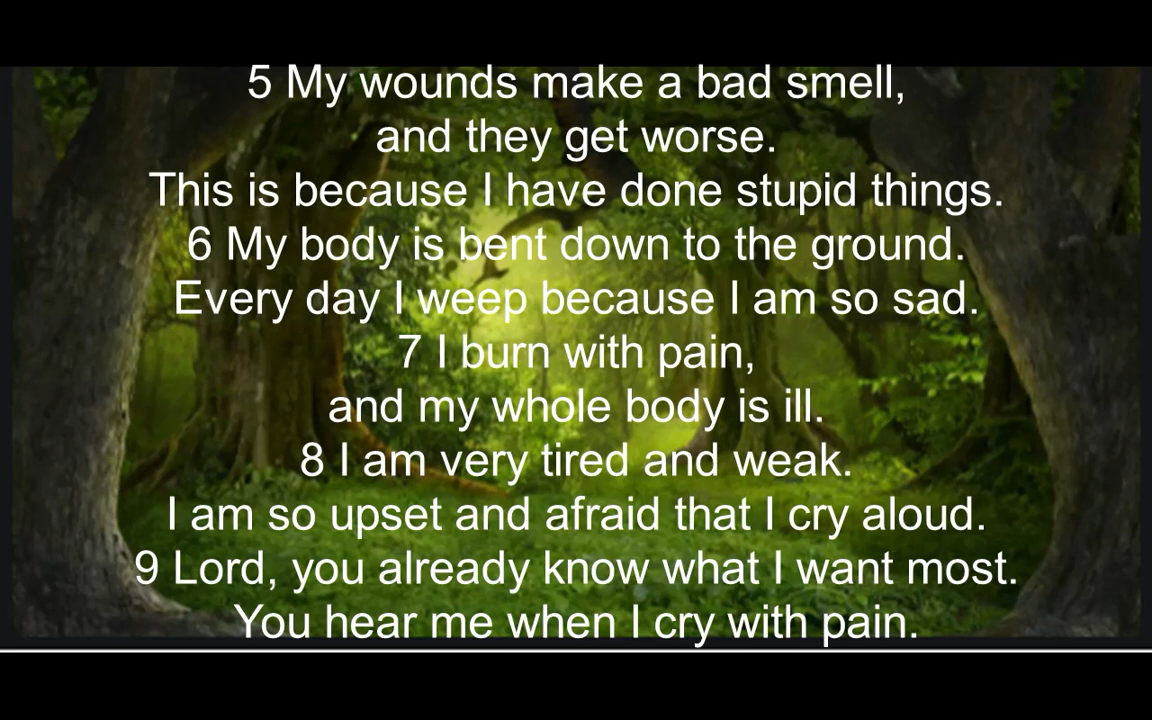 5 My wounds make a bad smell,
and they get worse.
This is because I have done stupid things.
6 My body is bent down to the ground.
Every day I weep because I am so sad.
7 I burn with pain,
and my whole body is ill.
8 I am very tired and weak.
I am so upset and afraid that I cry aloud.
9 Lord, you already know what I want most.
You hear me when I cry with pain.